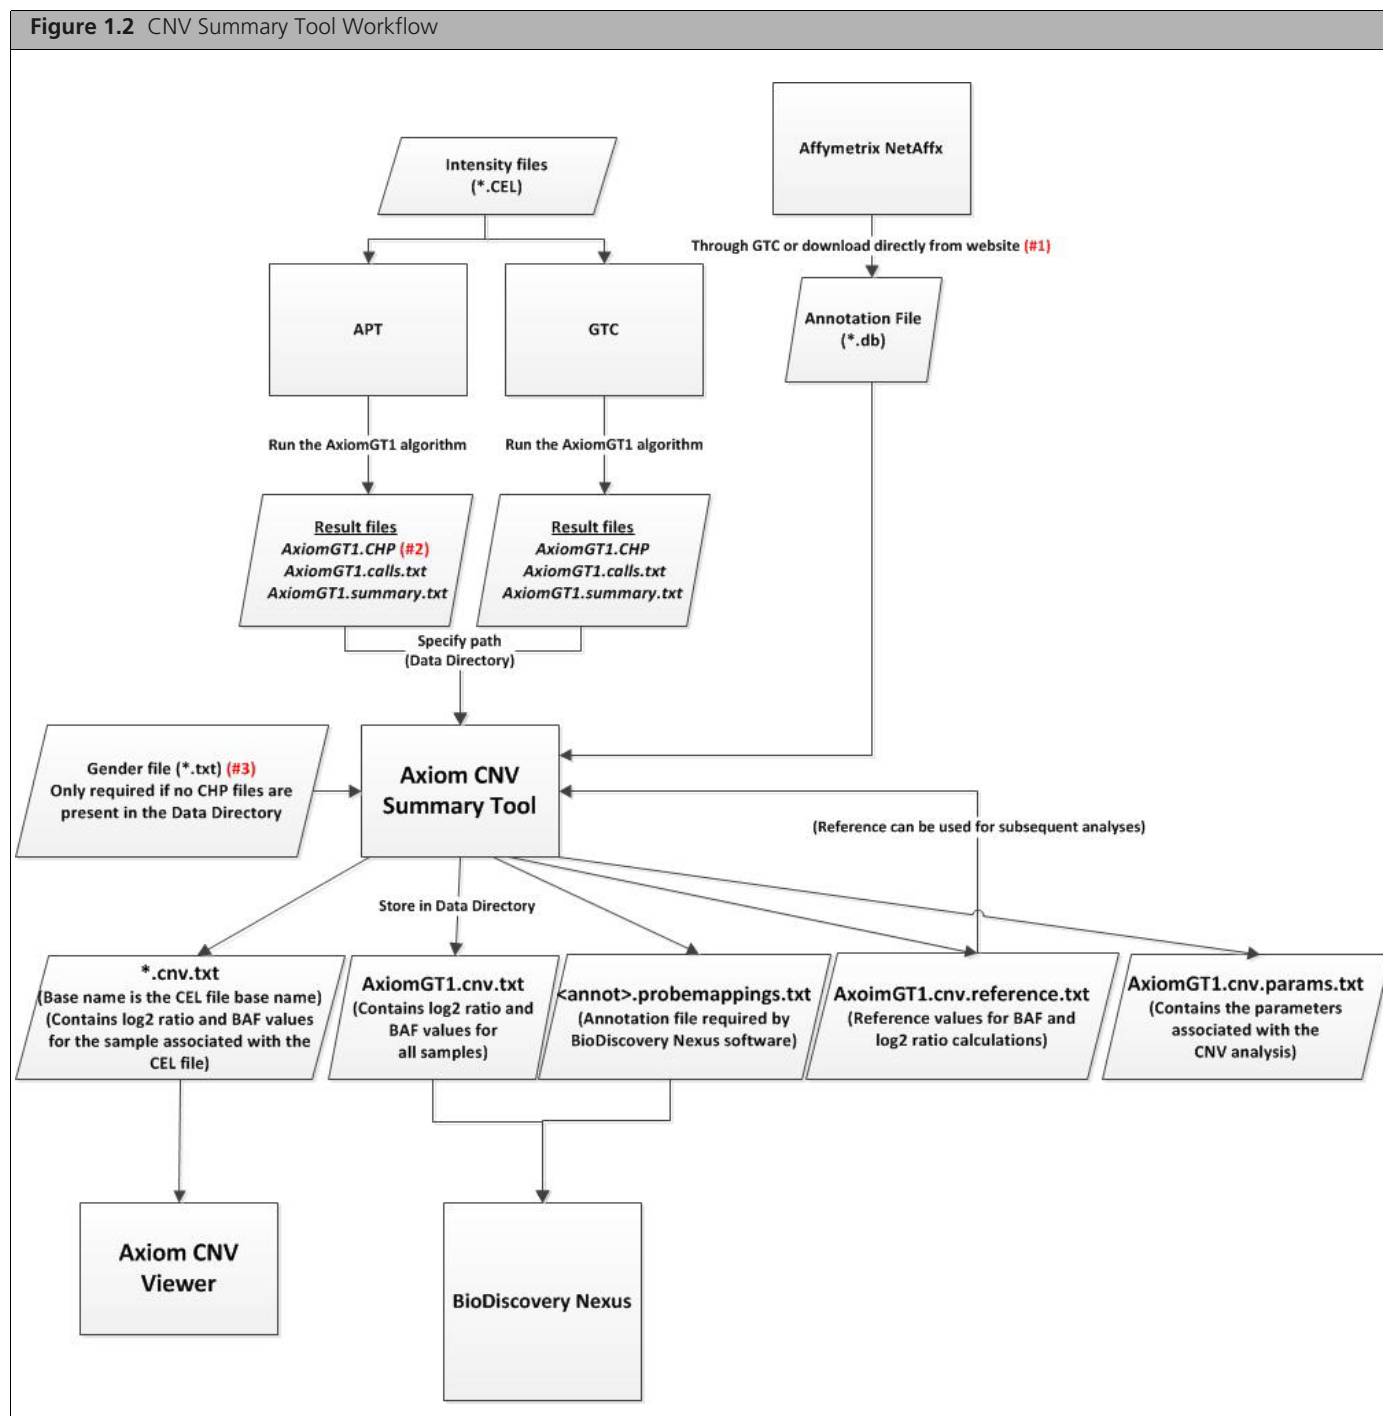 Figure 1.2 CNV Summary Tool Workflow
Affymetrix NetAffx
Intensity files
(*.CEL)
Through GTC or download directly from website (#1)
APT
GTC
Annotation File
(*.db)
Run the AxiomGT1 algorithm
Run the AxiomGT1 algorithm
Result files
AxiomGT1.CHP (#2)
AxiomGT1.calls.txt
AxiomGT1.summary.txt
Result files
AxiomGT1.CHP
AxiomGT1.calls.txt
AxiomGT1.summary.txt
Specify path
(Data Directory)
Gender file (*.txt) (#3)
Only required if no CHP files are
present in the Data Directory
Axiom CNV
Summary Tool
(Reference can be used for subsequent analyses)
Store in Data Directory
*.cnv.txt
(Base name is the CEL file base name)
(Contains log2 ratio and BAF values
for the sample associated with the
CEL file)
AxiomGT1.cnv.txt
(Contains log2 ratio and
BAF values for
all samples)
<annot>.probemappings.txt
(Annotation file required by
BioDiscovery Nexus software)
AxoimGT1.cnv.reference.txt
(Reference values for BAF and
log2 ratio calculations)
AxiomGT1.cnv.params.txt
(Contains the parameters
associated with the
CNV analysis)
Axiom CNV
Viewer
BioDiscovery Nexus